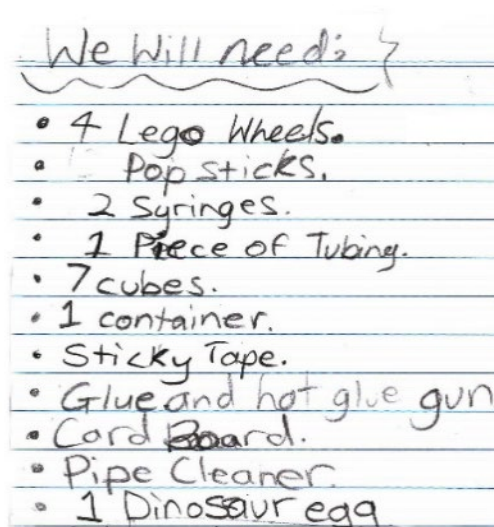 We Will need:
• 4 Lego Wheels.
• Pop sticks.
• 2 Syringes.
• 1 Piece of Tubing.
• 7 cubes.
• 1 container.
• Sticky Tape.
• Glue and hot glue gun
• Card Board.
• Pipe Cleaner.
• 1 Dinosaur egg